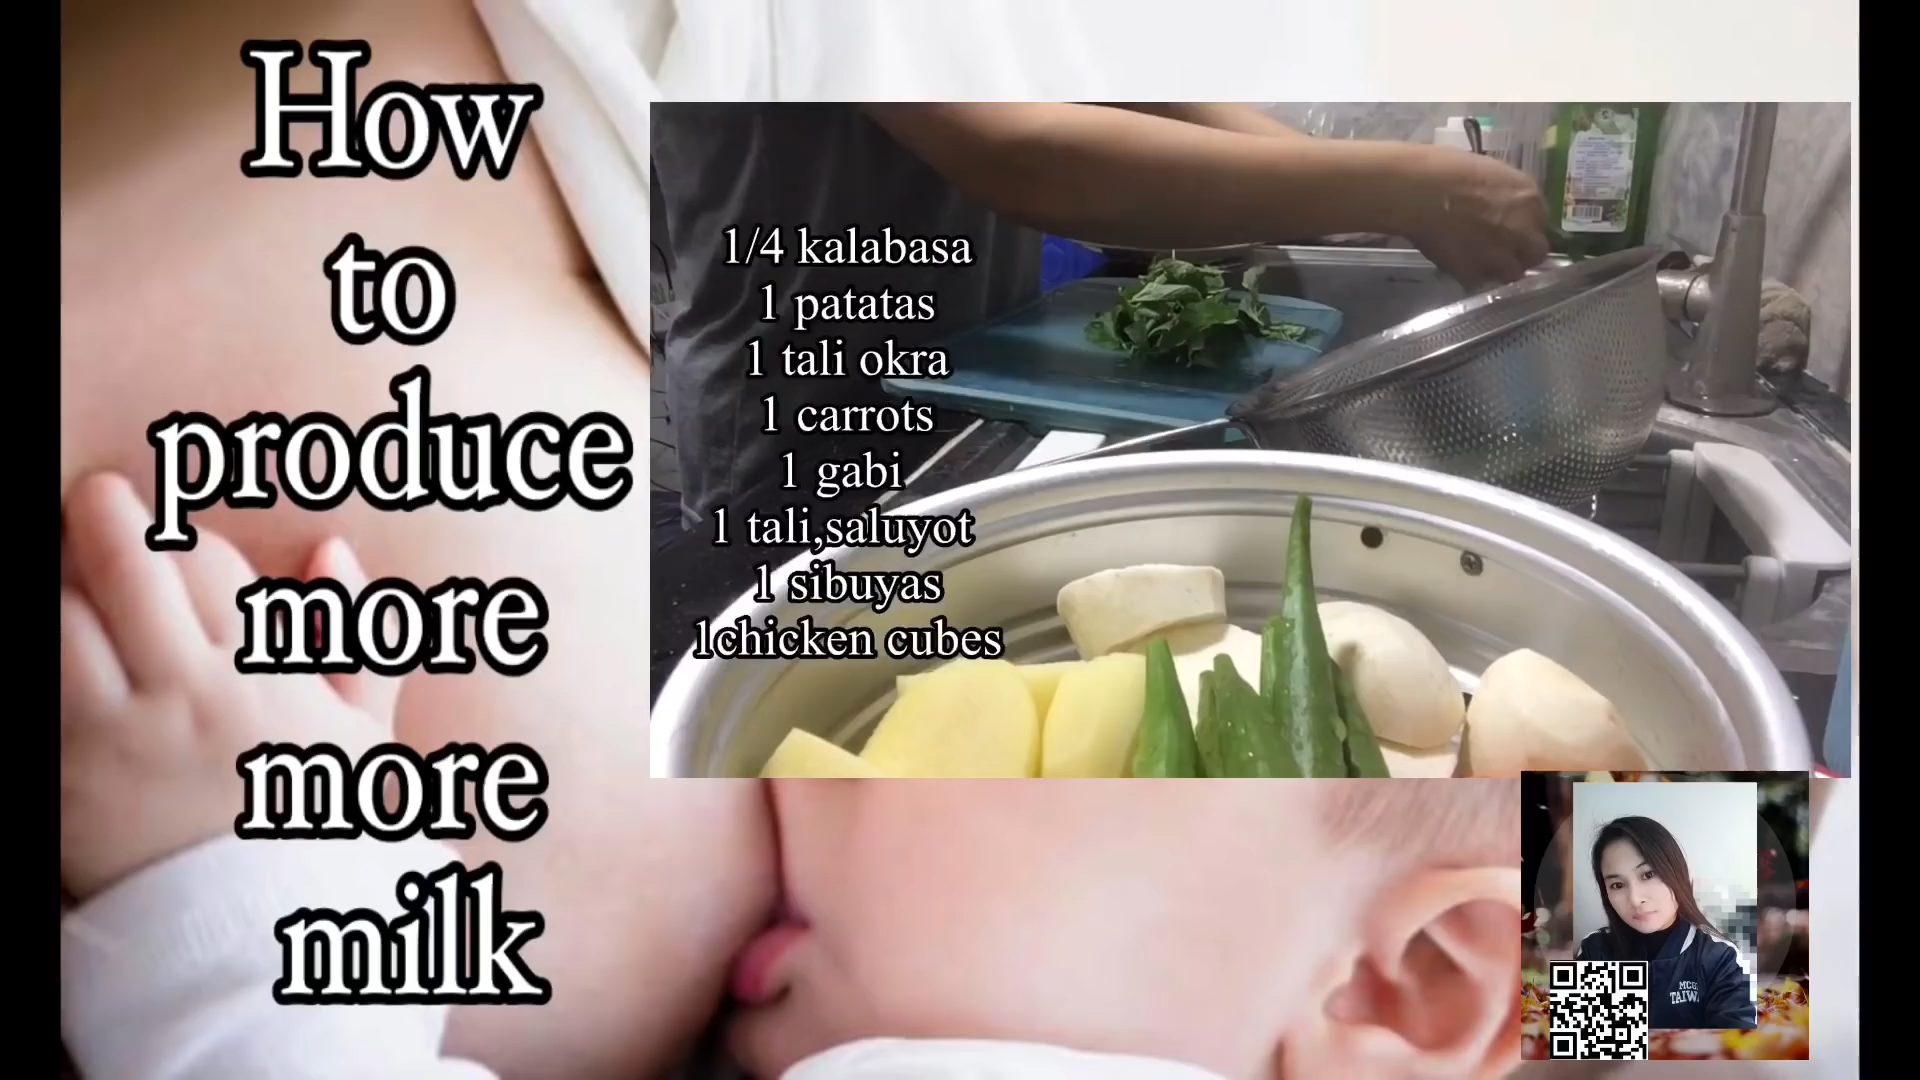 How
to
produce
more
more
milk
1/4 kalabasa
1 patatas
1 tali okra
1 carrots
1 gabi
1 tali,saluyot
1 sibuyas
1chicken cubes